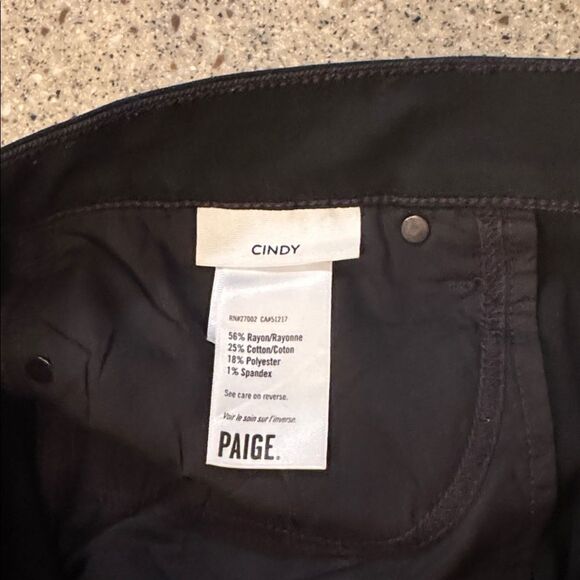 CINDY
RN#27002 CA#51217
56% Rayon/Rayonne
25% Cotton/Coton
18% Polyester
1% Spandex
See care on reverse.
Voir le soin sur l'inverse.
PAIGE.